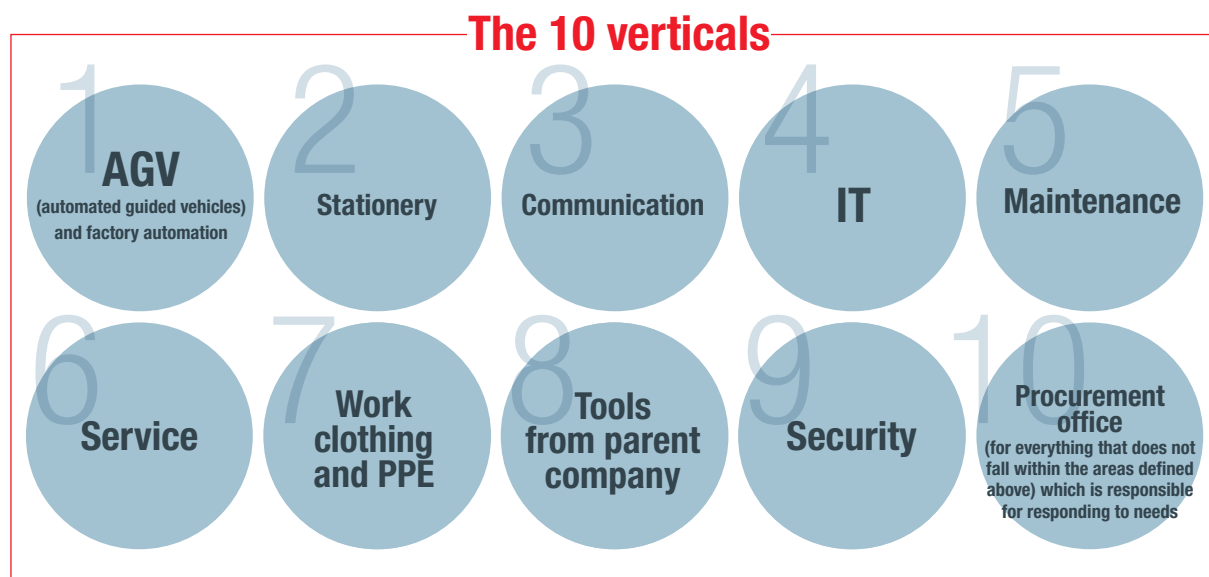 The 10 verticals
1
AGV
(automated guided vehicles)
and factory automation
2
Stationery
3
Communication
4
IT
5
Maintenance
6
Service
7
Work
clothing
and PPE
8
Tools
from parent
company
9
Security
10
Procurement
office
(for everything that does not
fall within the areas defined
above) which is responsible
for responding to needs